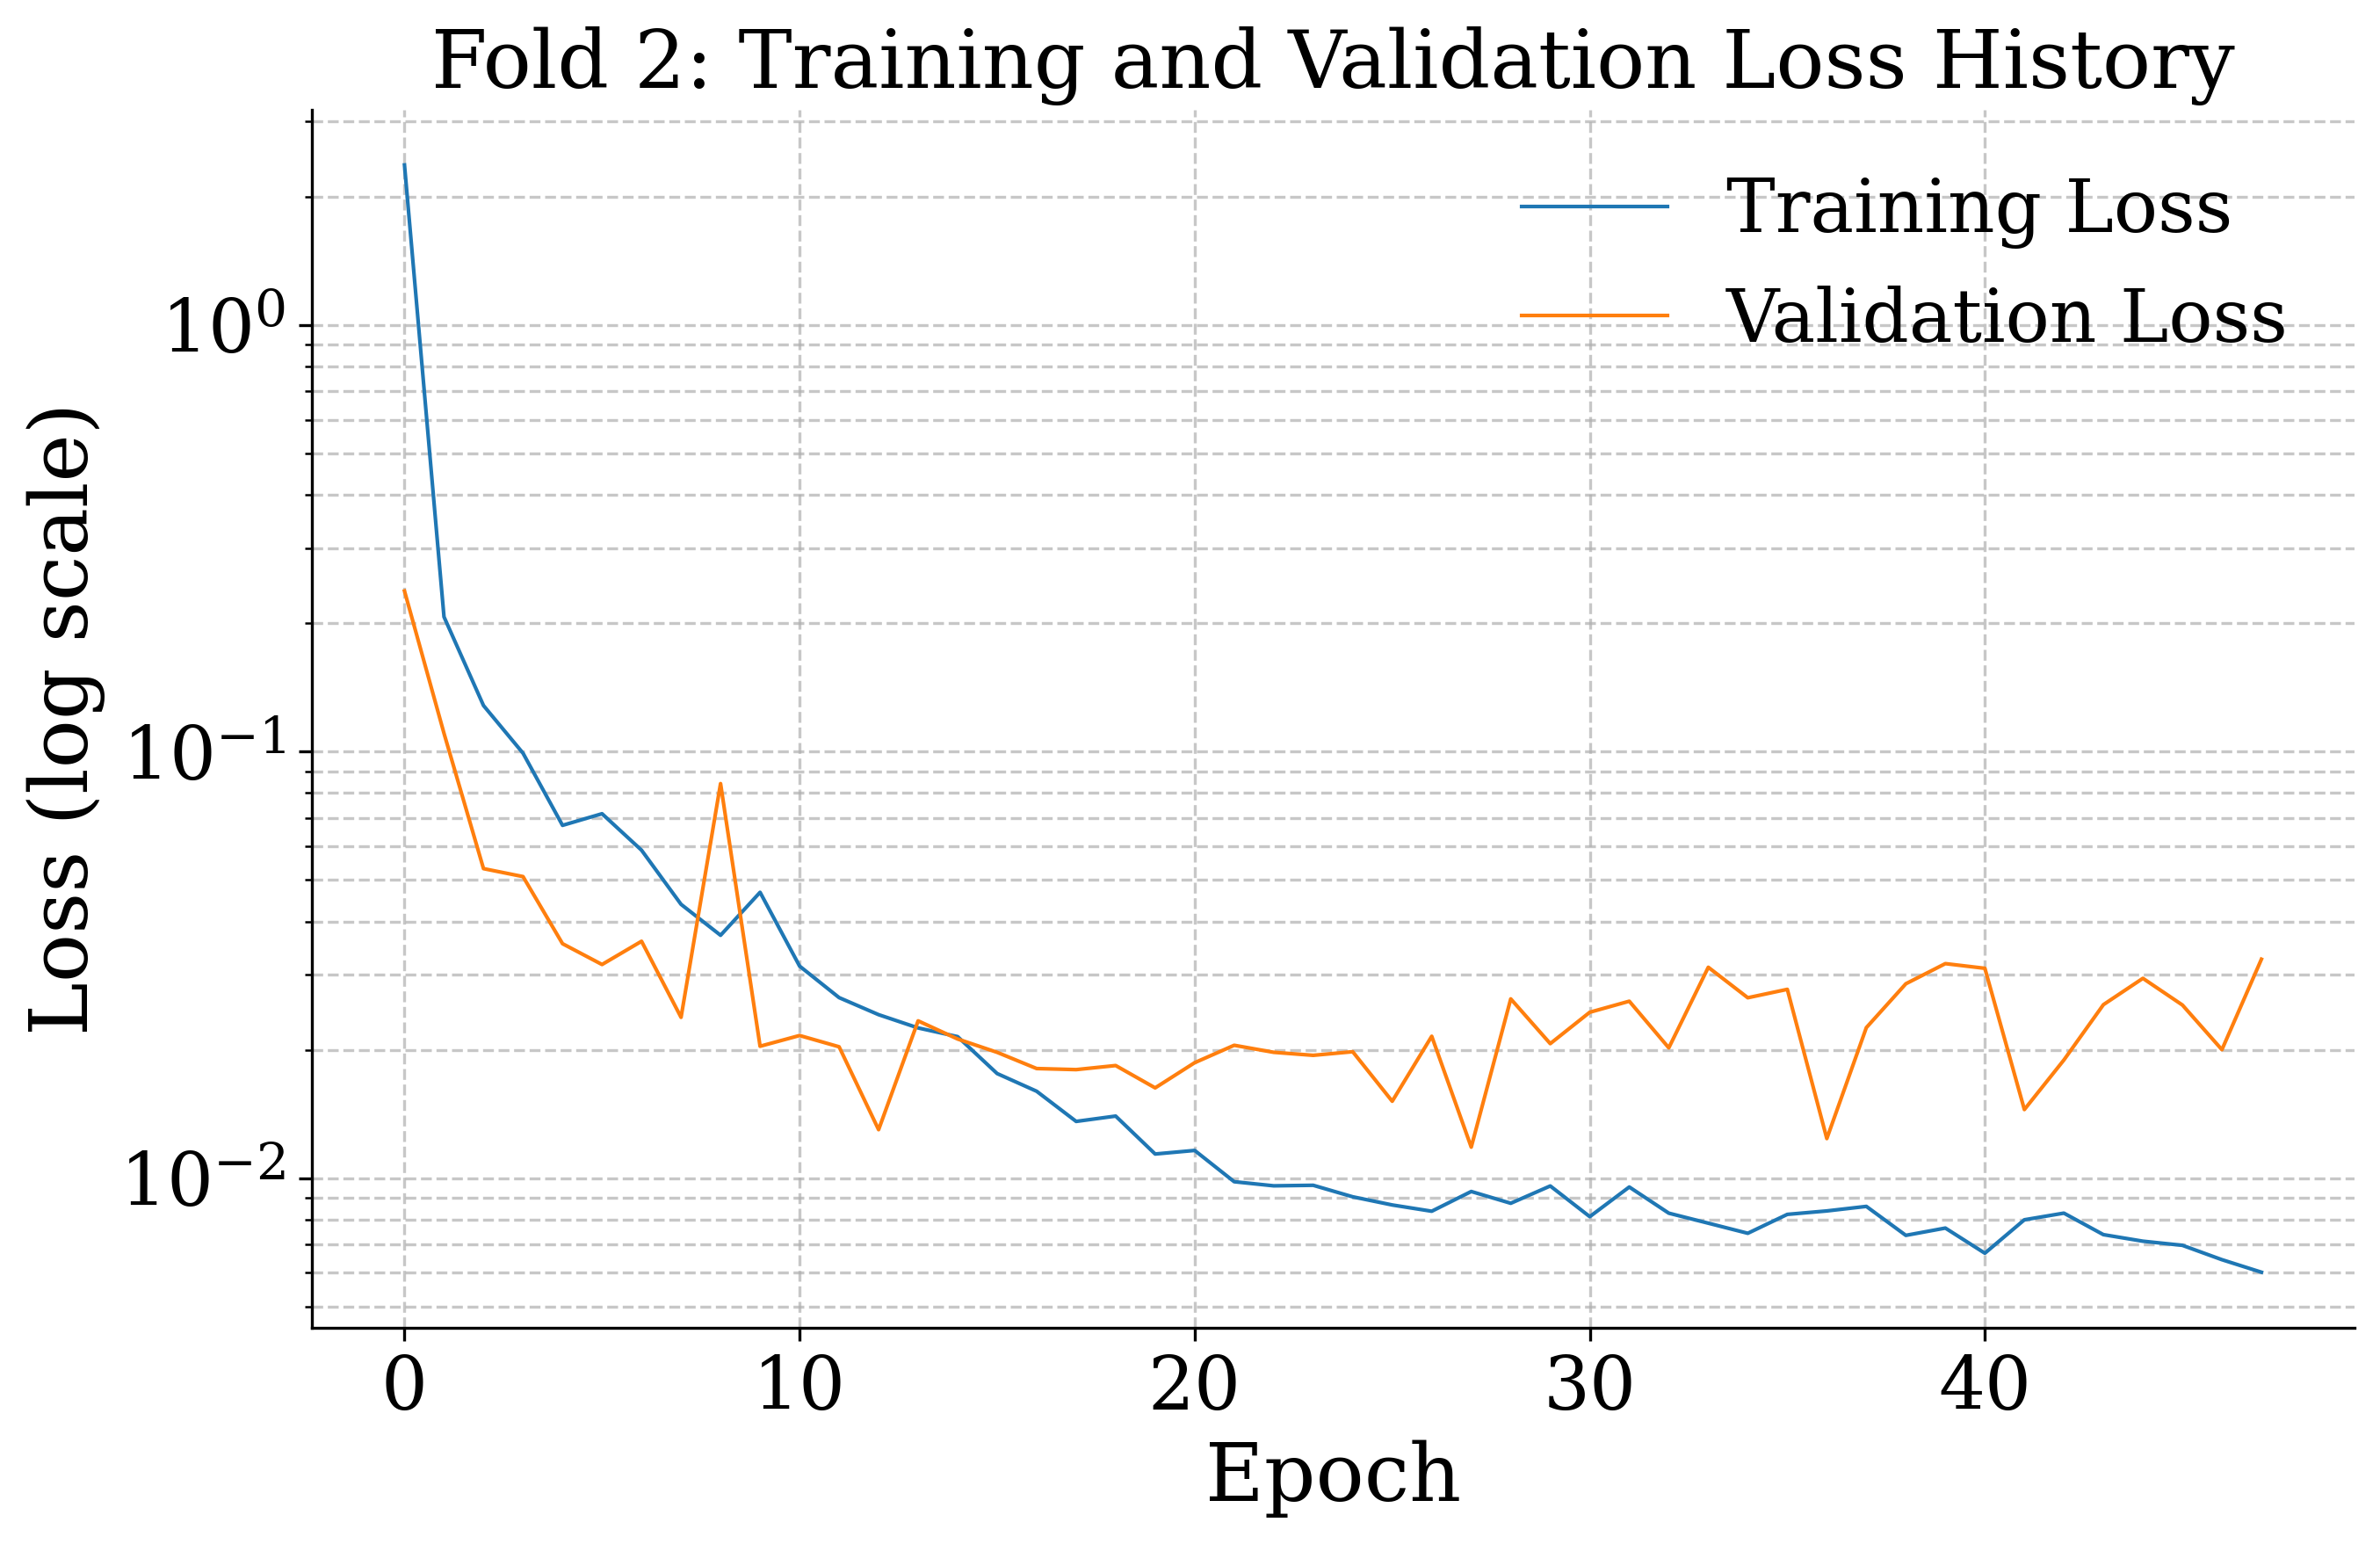 Fold 2: Training and Validation Loss History
Training Loss
Validation Loss
Loss (log scale)
10⁰
10⁻¹
10⁻²
0 10 20 30 40
Epoch